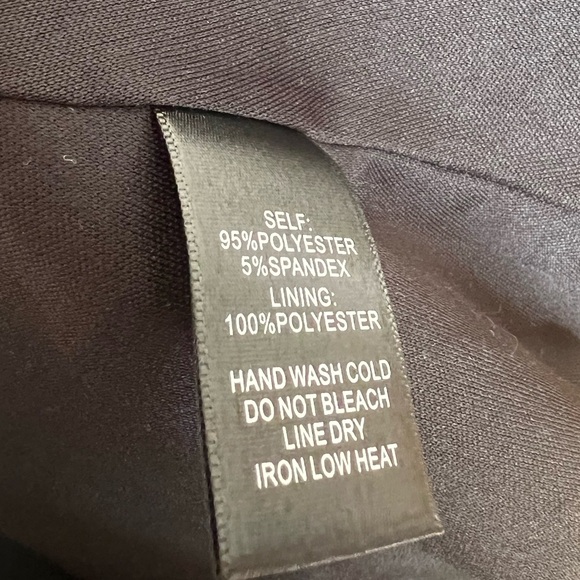 SELF:
95%POLYESTER
5%SPANDEX
LINING:
100%POLYESTER
HAND WASH COLD
DO NOT BLEACH
LINE DRY
IRON LOW HEAT